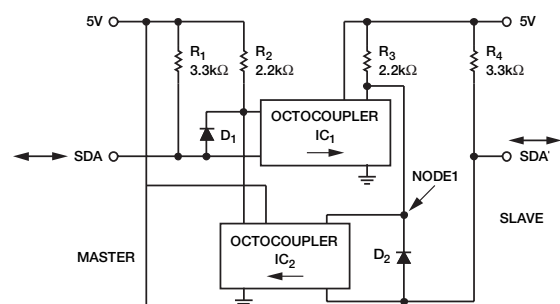 5V
5V
R1
3.3kΩ
R2
2.2kΩ
R3
2.2kΩ
R4
3.3kΩ
OCTOCOUPLER
IC1
D1
SDA
SDA'
NODE1
SLAVE
MASTER
OCTOCOUPLER
IC2
D2